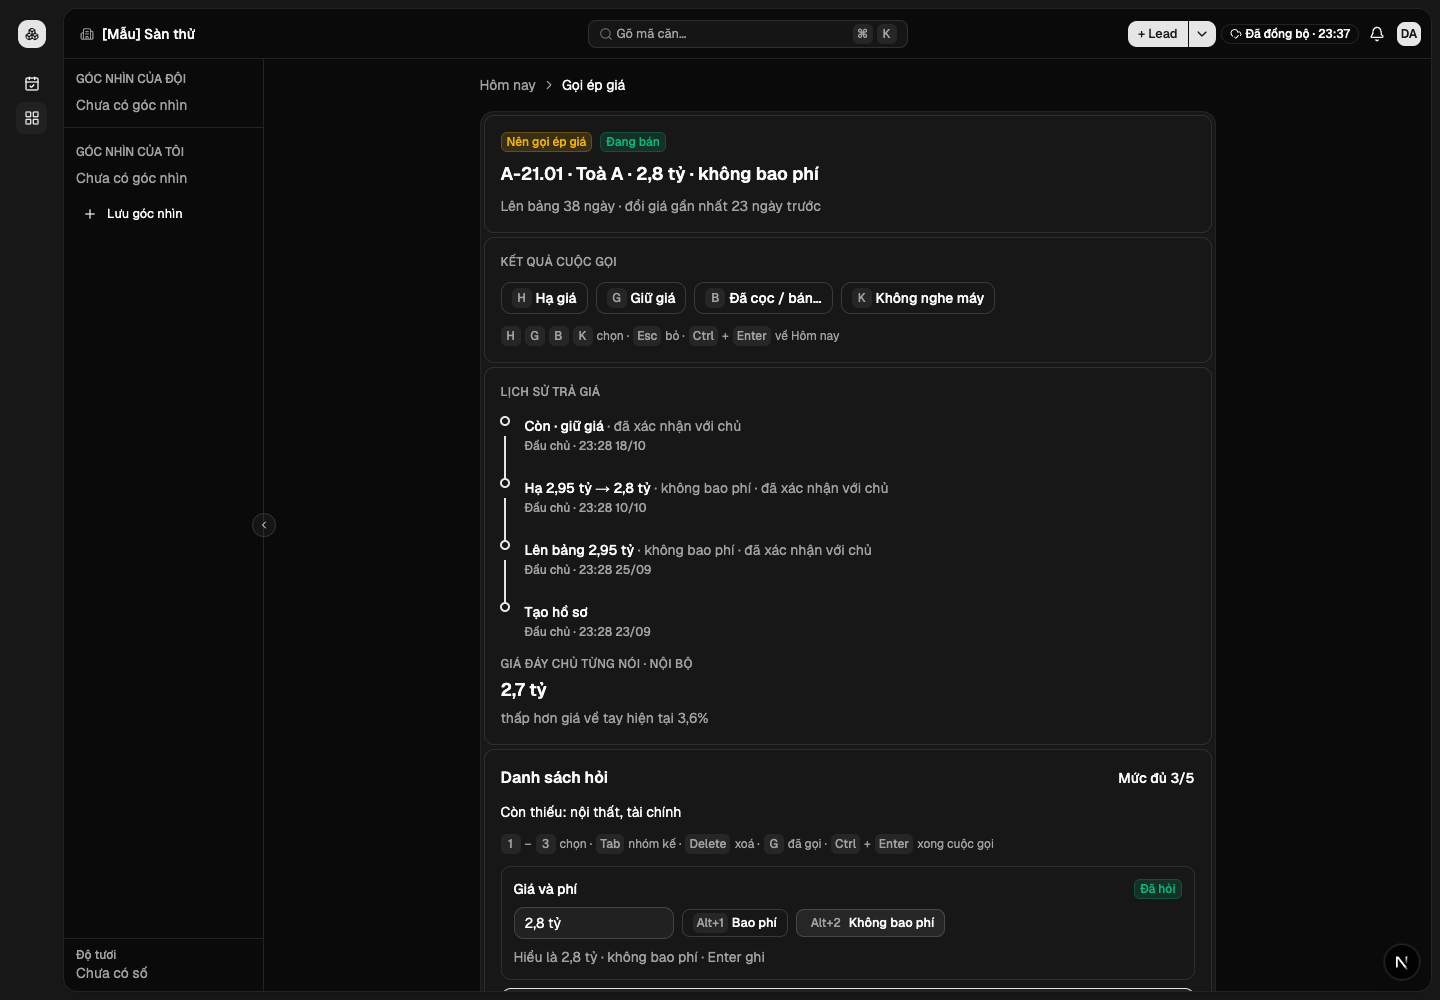 [Mẫu] Sàn thử
Gõ mã căn...
⌘ K
+ Lead
Đã đồng bộ · 23:37
DA
GÓC NHÌN CỦA ĐỘI
Chưa có góc nhìn
GÓC NHÌN CỦA TÔI
Chưa có góc nhìn
+ Lưu góc nhìn
Độ tươi
Chưa có số
Hôm nay > Gọi ép giá
Nên gọi ép giá Đang bán
A-21.01 · Toà A · 2,8 tỷ · không bao phí
Lên bảng 38 ngày · đổi giá gần nhất 23 ngày trước
KẾT QUẢ CUỘC GỌI
H Hạ giá G Giữ giá B Đã cọc / bán... K Không nghe máy
H G B K chọn · Esc bỏ · Ctrl + Enter về Hôm nay
LỊCH SỬ TRẢ GIÁ
Còn · giữ giá · đã xác nhận với chủ
Đầu chủ · 23:28 18/10
Hạ 2,95 tỷ → 2,8 tỷ · không bao phí · đã xác nhận với chủ
Đầu chủ · 23:28 10/10
Lên bảng 2,95 tỷ · không bao phí · đã xác nhận với chủ
Đầu chủ · 23:28 25/09
Tạo hồ sơ
Đầu chủ · 23:28 23/09
GIÁ ĐÁY CHỦ TỪNG NÓI · NỘI BỘ
2,7 tỷ
thấp hơn giá về tay hiện tại 3,6%
Danh sách hỏi
Mức đủ 3/5
Còn thiếu: nội thất, tài chính
1 – 3 chọn · Tab nhóm kế · Delete xoá · G đã gọi · Ctrl + Enter xong cuộc gọi
Giá và phí
Đã hỏi
2,8 tỷ
Alt+1 Bao phí
Alt+2 Không bao phí
Hiểu là 2,8 tỷ · không bao phí · Enter ghi
N